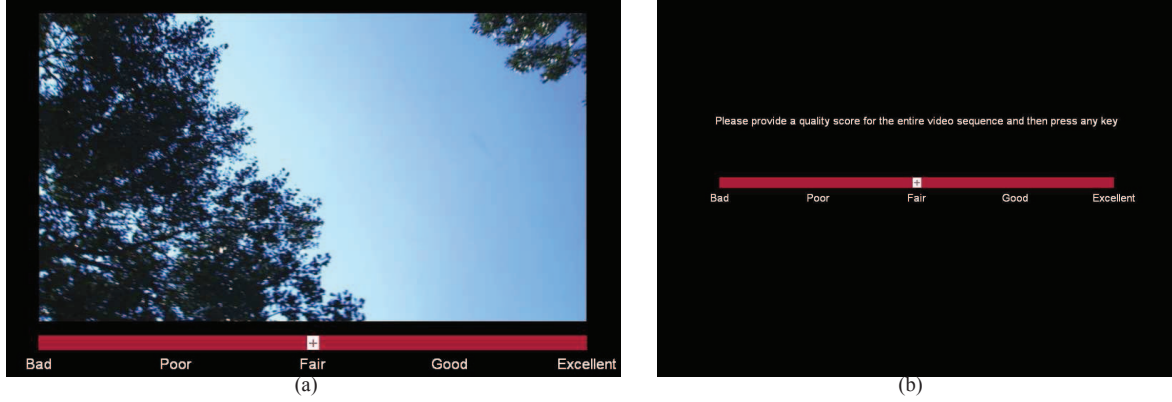 Bad Poor Fair Good Excellent
(a)
Please provide a quality score for the entire video sequence and then press any key
Bad Poor Fair Good Excellent
(b)